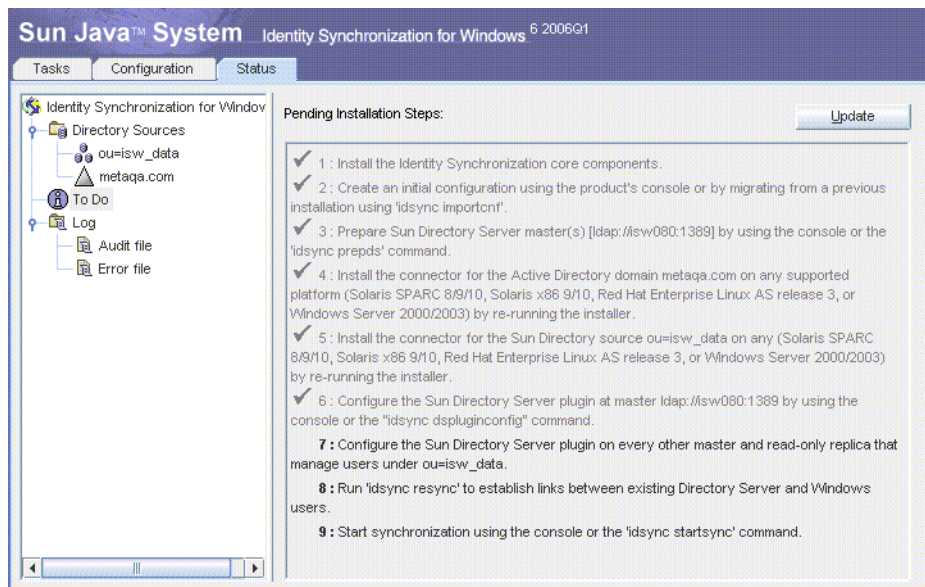 Sun Java™ System Identity Synchronization for Windows 6 2006Q1
Tasks Configuration Status
Identity Synchronization for Windov
Directory Sources
ou=isw_data
metaqa.com
To Do
Log
Audit file
Error file
Pending Installation Steps:
Update
1 : Install the Identity Synchronization core components.
2 : Create an initial configuration using the product's console or by migrating from a previous
installation using 'idsync importcnf'.
3 : Prepare Sun Directory Server master(s) [ldap://isw080:1389] by using the console or the
'idsync prepds' command.
4 : Install the connector for the Active Directory domain metaqa.com on any supported
platform (Solaris SPARC 8/9/10, Solaris x86 9/10, Red Hat Enterprise Linux AS release 3, or
Windows Server 2000/2003) by re-running the installer.
5 : Install the connector for the Sun Directory source ou=isw_data on any (Solaris SPARC
8/9/10, Solaris x86 9/10, Red Hat Enterprise Linux AS release 3, or Windows Server 2000/2003)
by re-running the installer.
6 : Configure the Sun Directory Server plugin at master ldap://isw080:1389 by using the
console or the "idsync dspluginconfig" command.
7 : Configure the Sun Directory Server plugin on every other master and read-only replica that
manage users under ou=isw_data.
8 : Run 'idsync resync' to establish links between existing Directory Server and Windows
users.
9 : Start synchronization using the console or the 'idsync startsync' command.